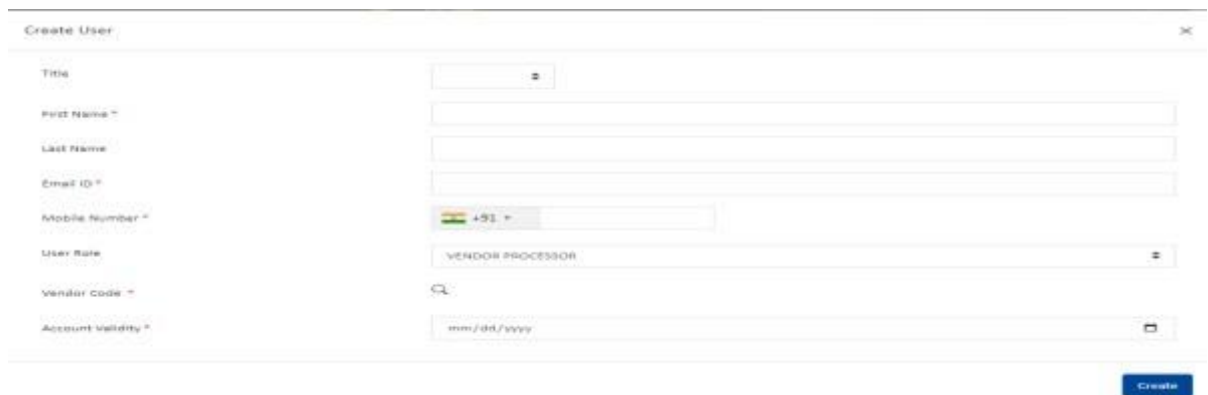 Create User ×
Title
First Name *
Last Name
Email ID *
Mobile Number * +91
User Role VENDOR PROCESSOR
Vendor Code *
Account Validity * mm/dd/yyyy
Create